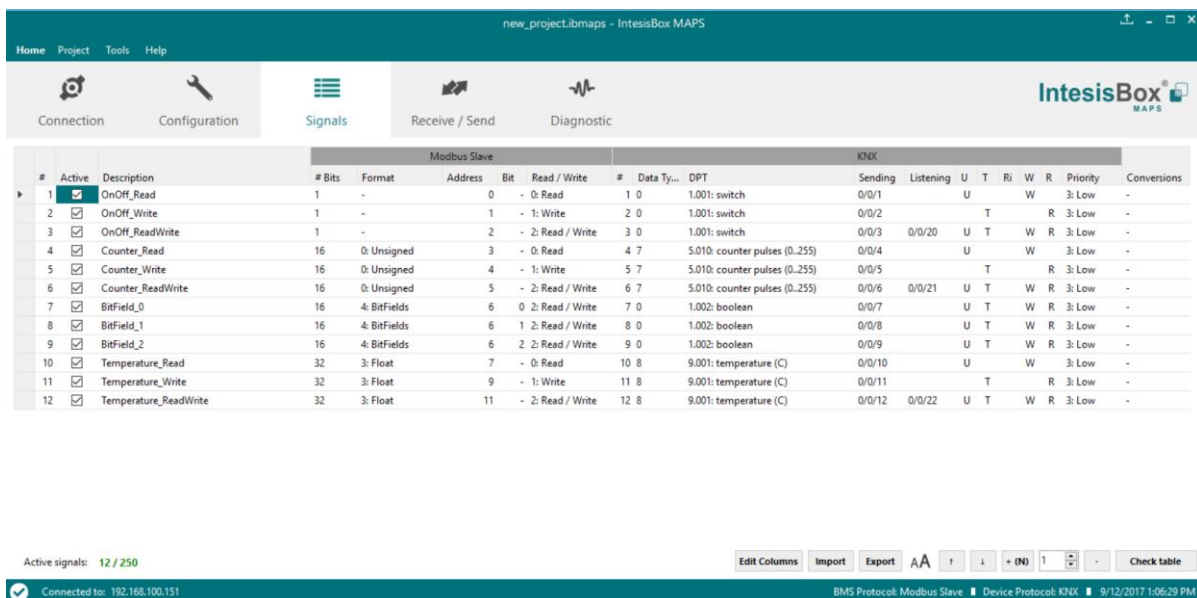 new_project.ibmaps - IntesisBox MAPS
Home Project Tools Help
Connection Configuration Signals Receive / Send Diagnostic
IntesisBox® MAPS
Modbus Slave KNX
# Active Description # Bits Format Address Bit Read / Write # Data Ty... DPT Sending Listening U T Ri W R Priority Conversions
1 OnOff_Read 1 - 0 - 0: Read 1 0 1.001: switch 0/0/1 U W 3: Low -
2 OnOff_Write 1 - 1 - 1: Write 2 0 1.001: switch 0/0/2 T R 3: Low -
3 OnOff_ReadWrite 1 - 2 - 2: Read / Write 3 0 1.001: switch 0/0/3 0/0/20 U T W R 3: Low -
4 Counter_Read 16 0: Unsigned 3 - 0: Read 4 7 5.010: counter pulses (0..255) 0/0/4 U W 3: Low -
5 Counter_Write 16 0: Unsigned 4 - 1: Write 5 7 5.010: counter pulses (0..255) 0/0/5 T R 3: Low -
6 Counter_ReadWrite 16 0: Unsigned 5 - 2: Read / Write 6 7 5.010: counter pulses (0..255) 0/0/6 0/0/21 U T W R 3: Low -
7 BitField_0 16 4: BitFields 6 0 2: Read / Write 7 0 1.002: boolean 0/0/7 U T W R 3: Low -
8 BitField_1 16 4: BitFields 6 1 2: Read / Write 8 0 1.002: boolean 0/0/8 U T W R 3: Low -
9 BitField_2 16 4: BitFields 6 2 2: Read / Write 9 0 1.002: boolean 0/0/9 U T W R 3: Low -
10 Temperature_Read 32 3: Float 7 - 0: Read 10 8 9.001: temperature (C) 0/0/10 U W 3: Low -
11 Temperature_Write 32 3: Float 9 - 1: Write 11 8 9.001: temperature (C) 0/0/11 T R 3: Low -
12 Temperature_ReadWrite 32 3: Float 11 - 2: Read / Write 12 8 9.001: temperature (C) 0/0/12 0/0/22 U T W R 3: Low -
Active signals: 12 / 250 Edit Columns Import Export AA ↑ ↓ + (N) 1 - Check table
Connected to: 192.168.100.151 BMS Protocol: Modbus Slave Device Protocol: KNX 9/12/2017 1:06:29 PM